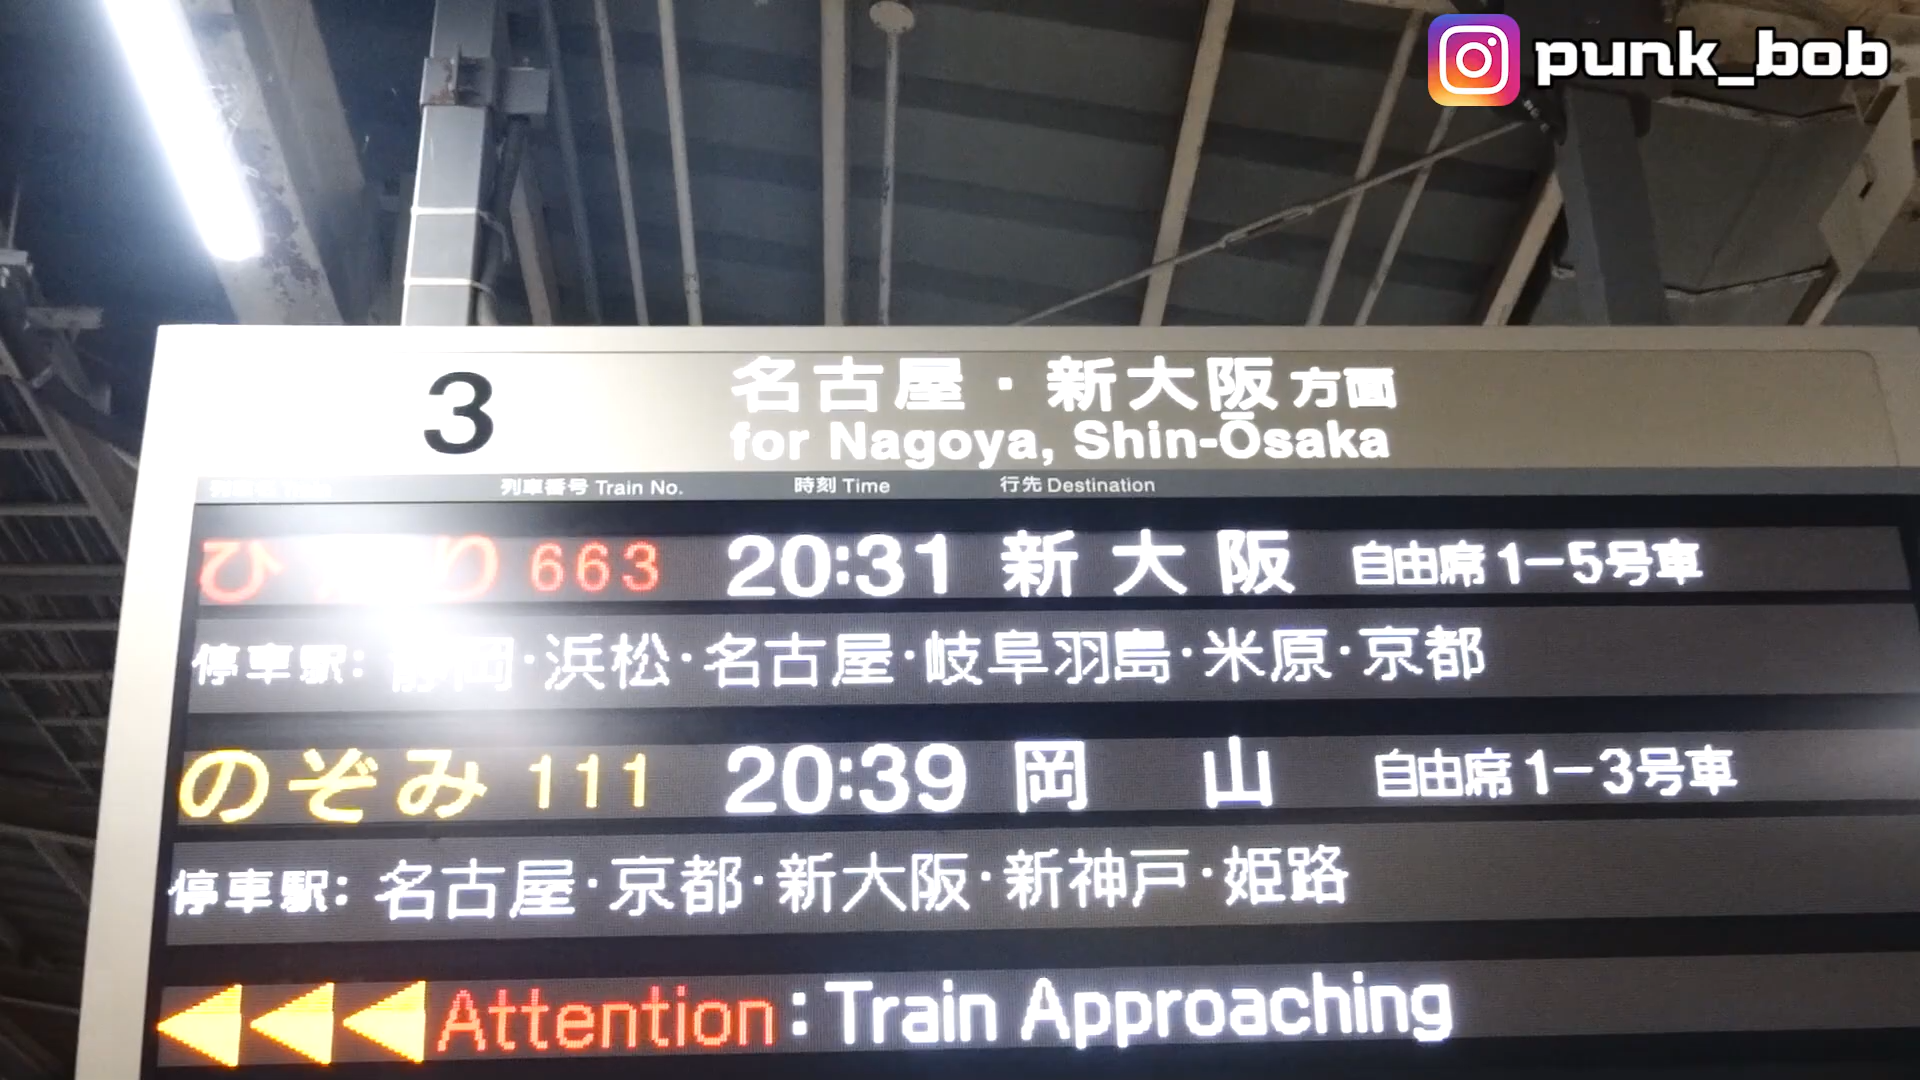 punk_bob
3
名古屋・新大阪方面
for Nagoya, Shin-Ōsaka
列車番号 Train No. 時刻 Time 行先 Destination
663 20:31 新大阪 自由席1-5号車
停車駅: 静岡・浜松・名古屋・岐阜羽島・米原・京都
のぞみ 111 20:39 岡山 自由席1-3号車
停車駅: 名古屋・京都・新大阪・新神戸・姫路
Attention: Train Approaching